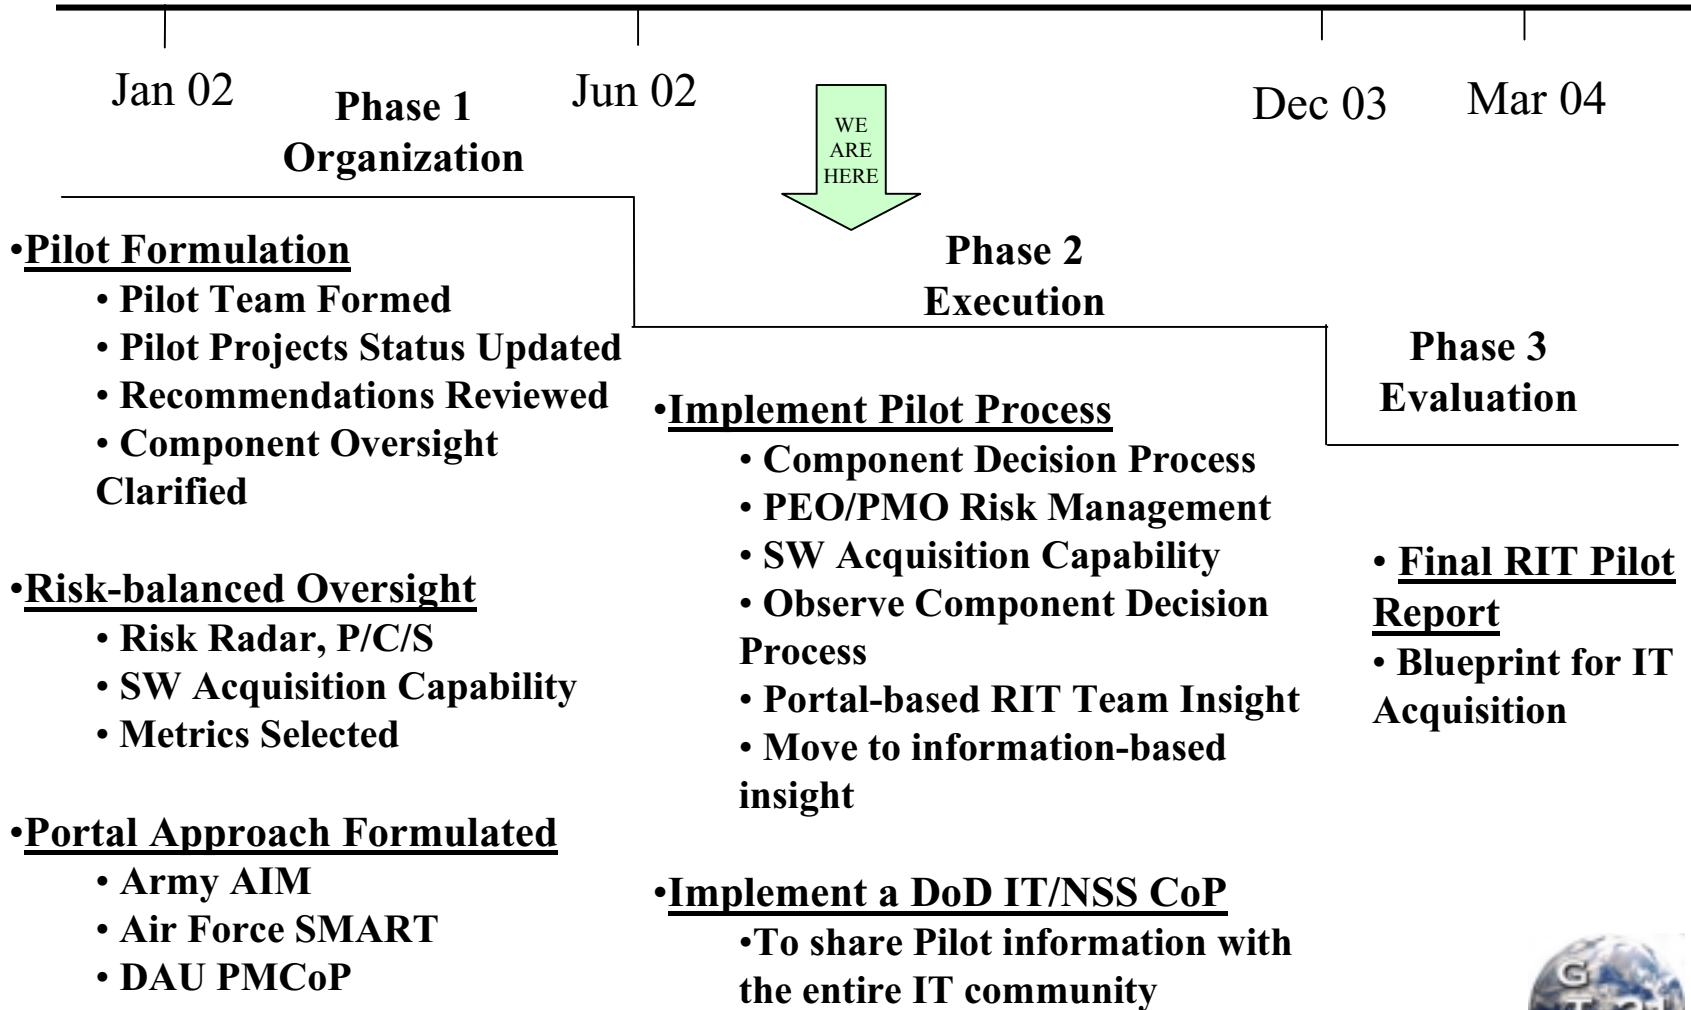 Jan 02
Jun 02
Dec 03
Mar 04
Phase 1
Organization
WE
ARE
HERE
•Pilot Formulation
• Pilot Team Formed
• Pilot Projects Status Updated
• Recommendations Reviewed
• Component Oversight
Clarified
•Risk-balanced Oversight
• Risk Radar, P/C/S
• SW Acquisition Capability
• Metrics Selected
•Portal Approach Formulated
• Army AIM
• Air Force SMART
• DAU PMCoP
Phase 2
Execution
•Implement Pilot Process
• Component Decision Process
• PEO/PMO Risk Management
• SW Acquisition Capability
• Observe Component Decision
Process
• Portal-based RIT Team Insight
• Move to information-based
insight
•Implement a DoD IT/NSS CoP
•To share Pilot information with
the entire IT community
Phase 3
Evaluation
• Final RIT Pilot
Report
• Blueprint for IT
Acquisition